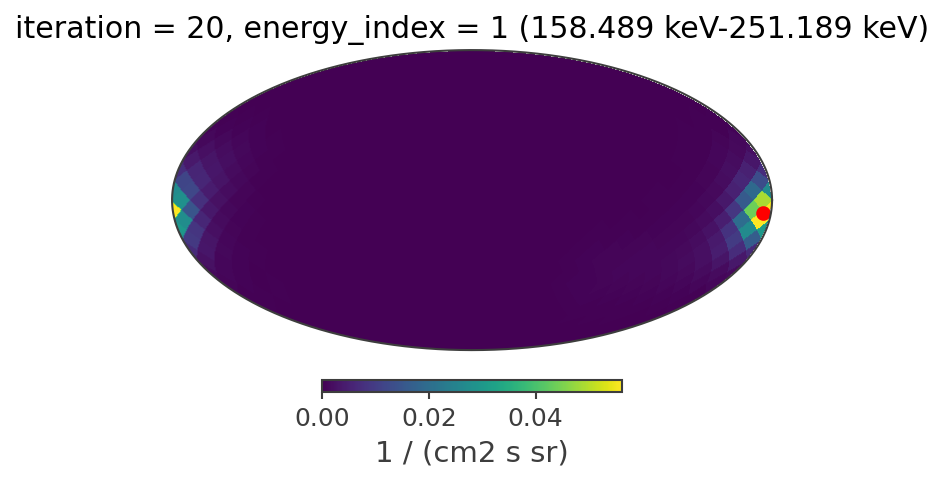 iteration = 20, energy_index = 1 (158.489 keV-251.189 keV)
0.00 0.02 0.04
1 / (cm2 s sr)